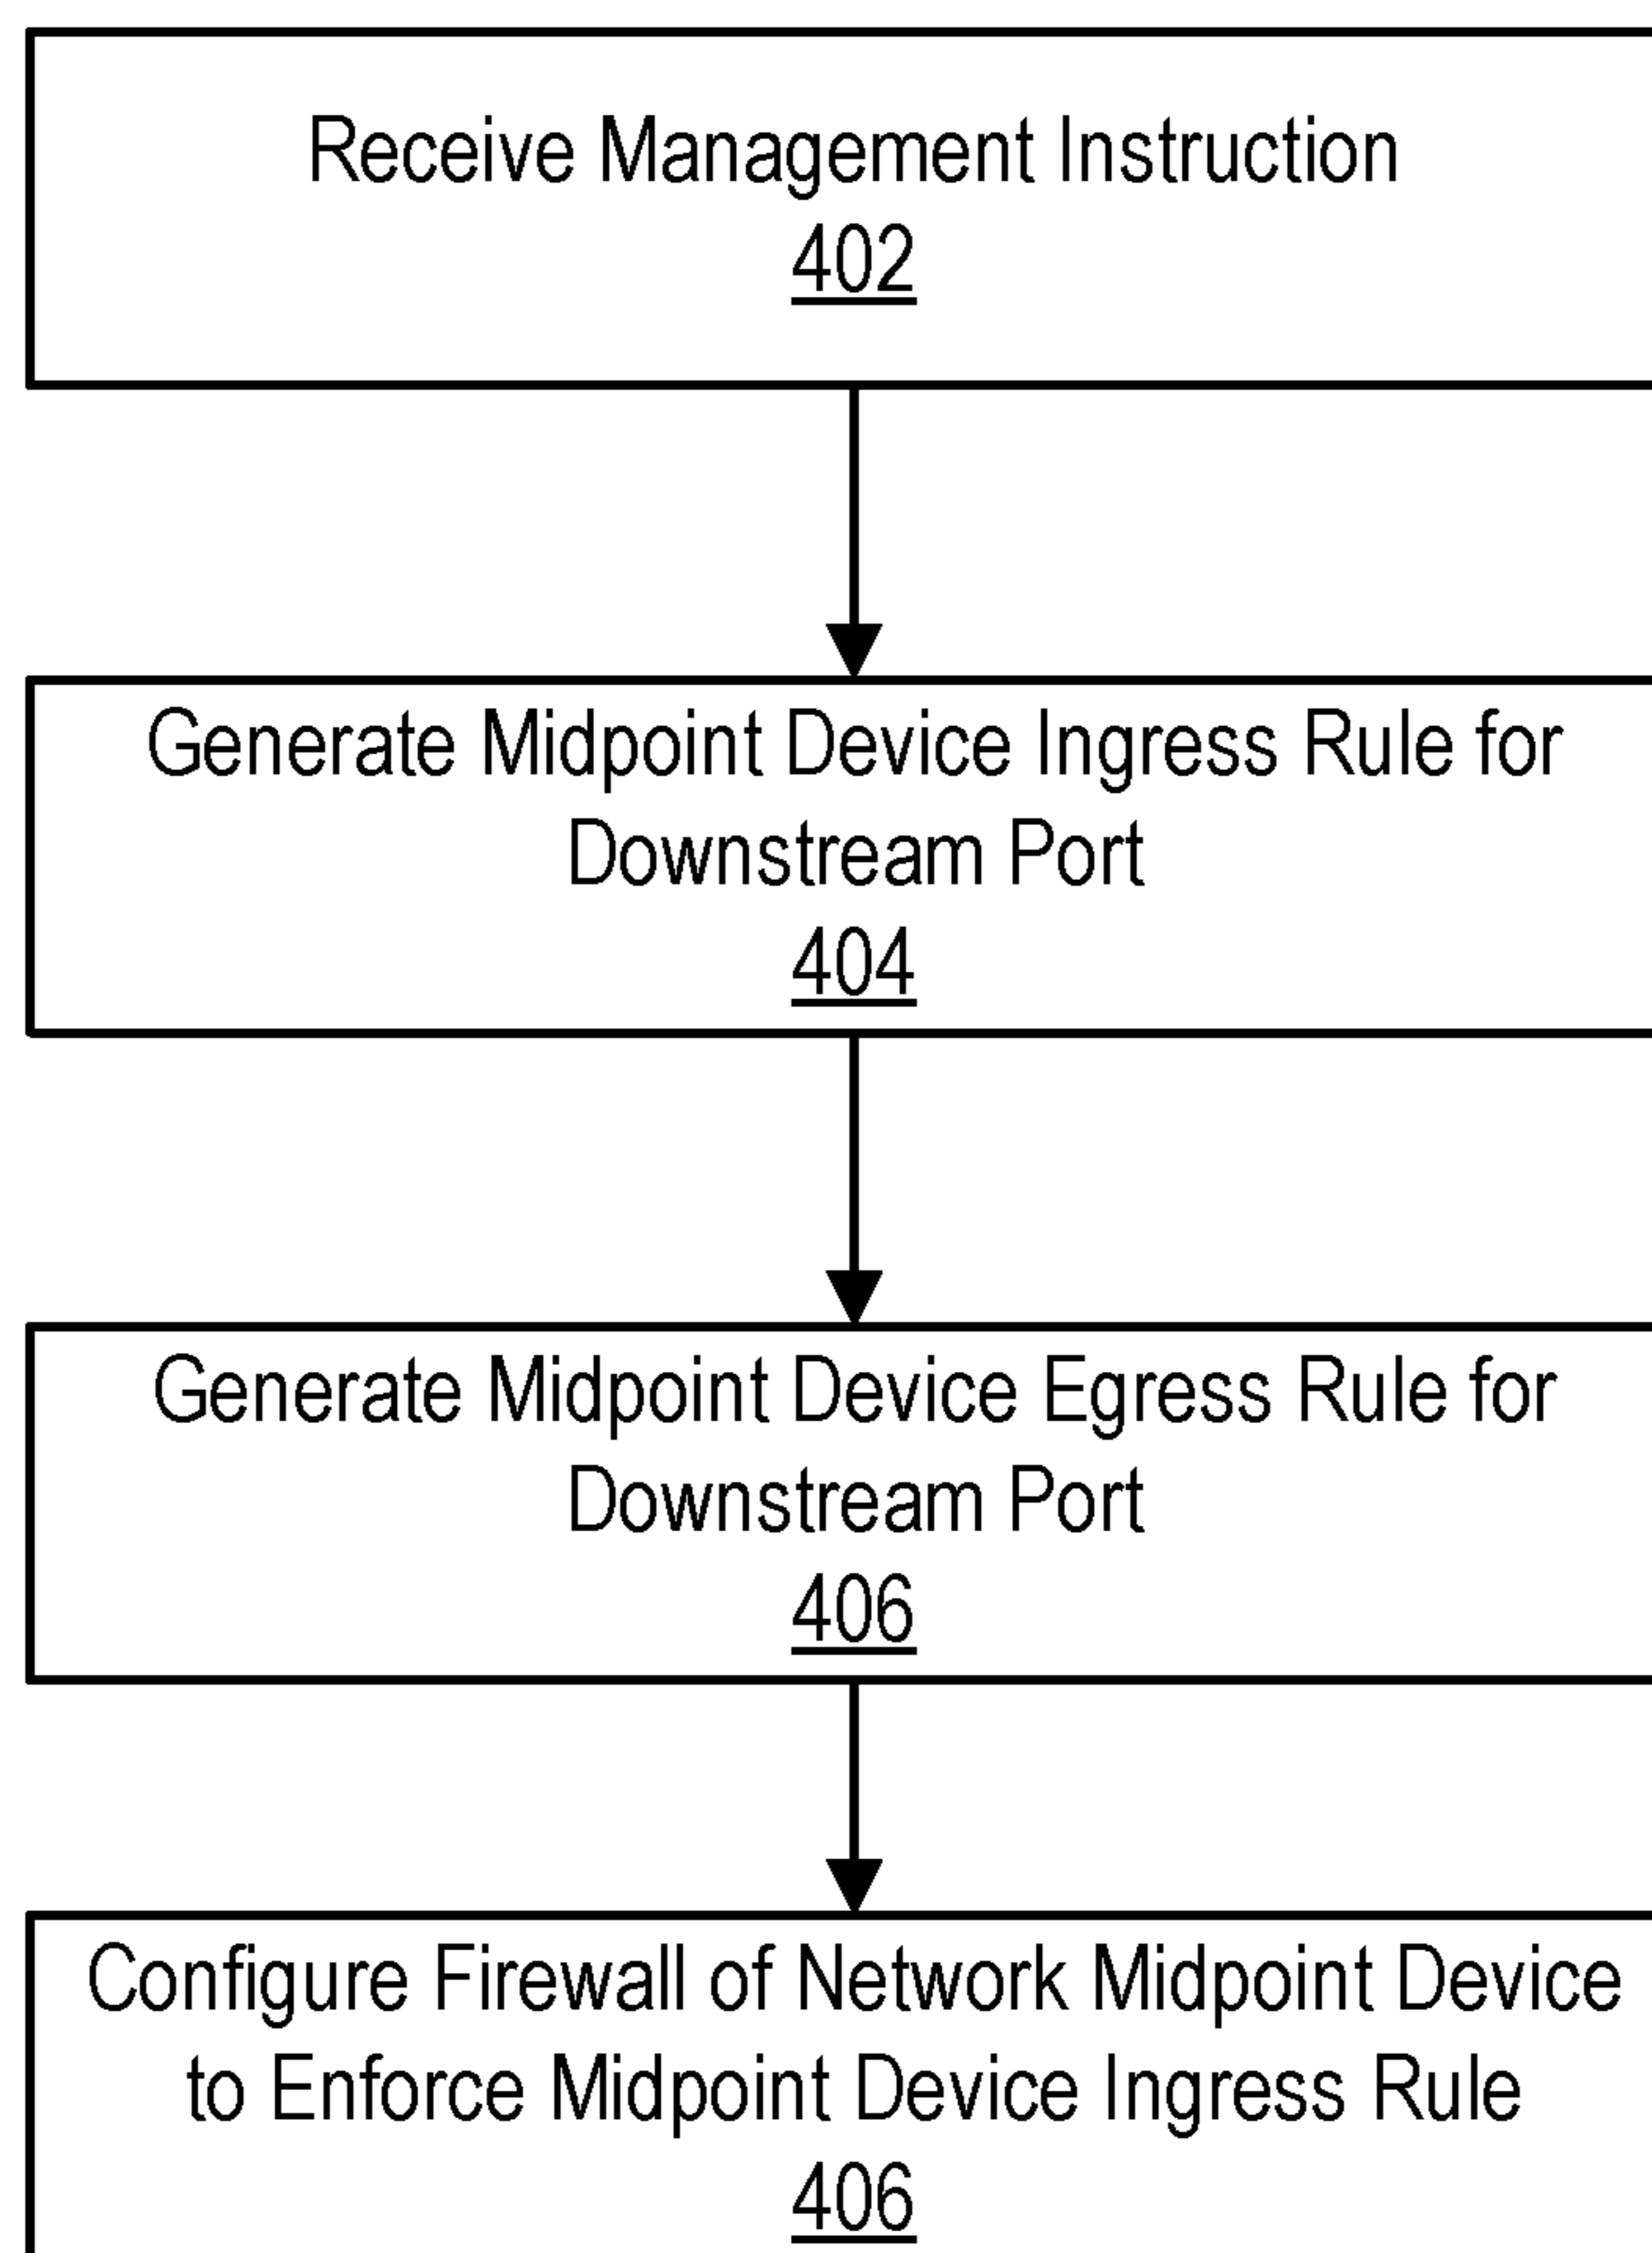 Receive Management Instruction
402
Generate Midpoint Device Ingress Rule for
Downstream Port
404
Generate Midpoint Device Egress Rule for
Downstream Port
406
Configure Firewall of Network Midpoint Device
to Enforce Midpoint Device Ingress Rule
406